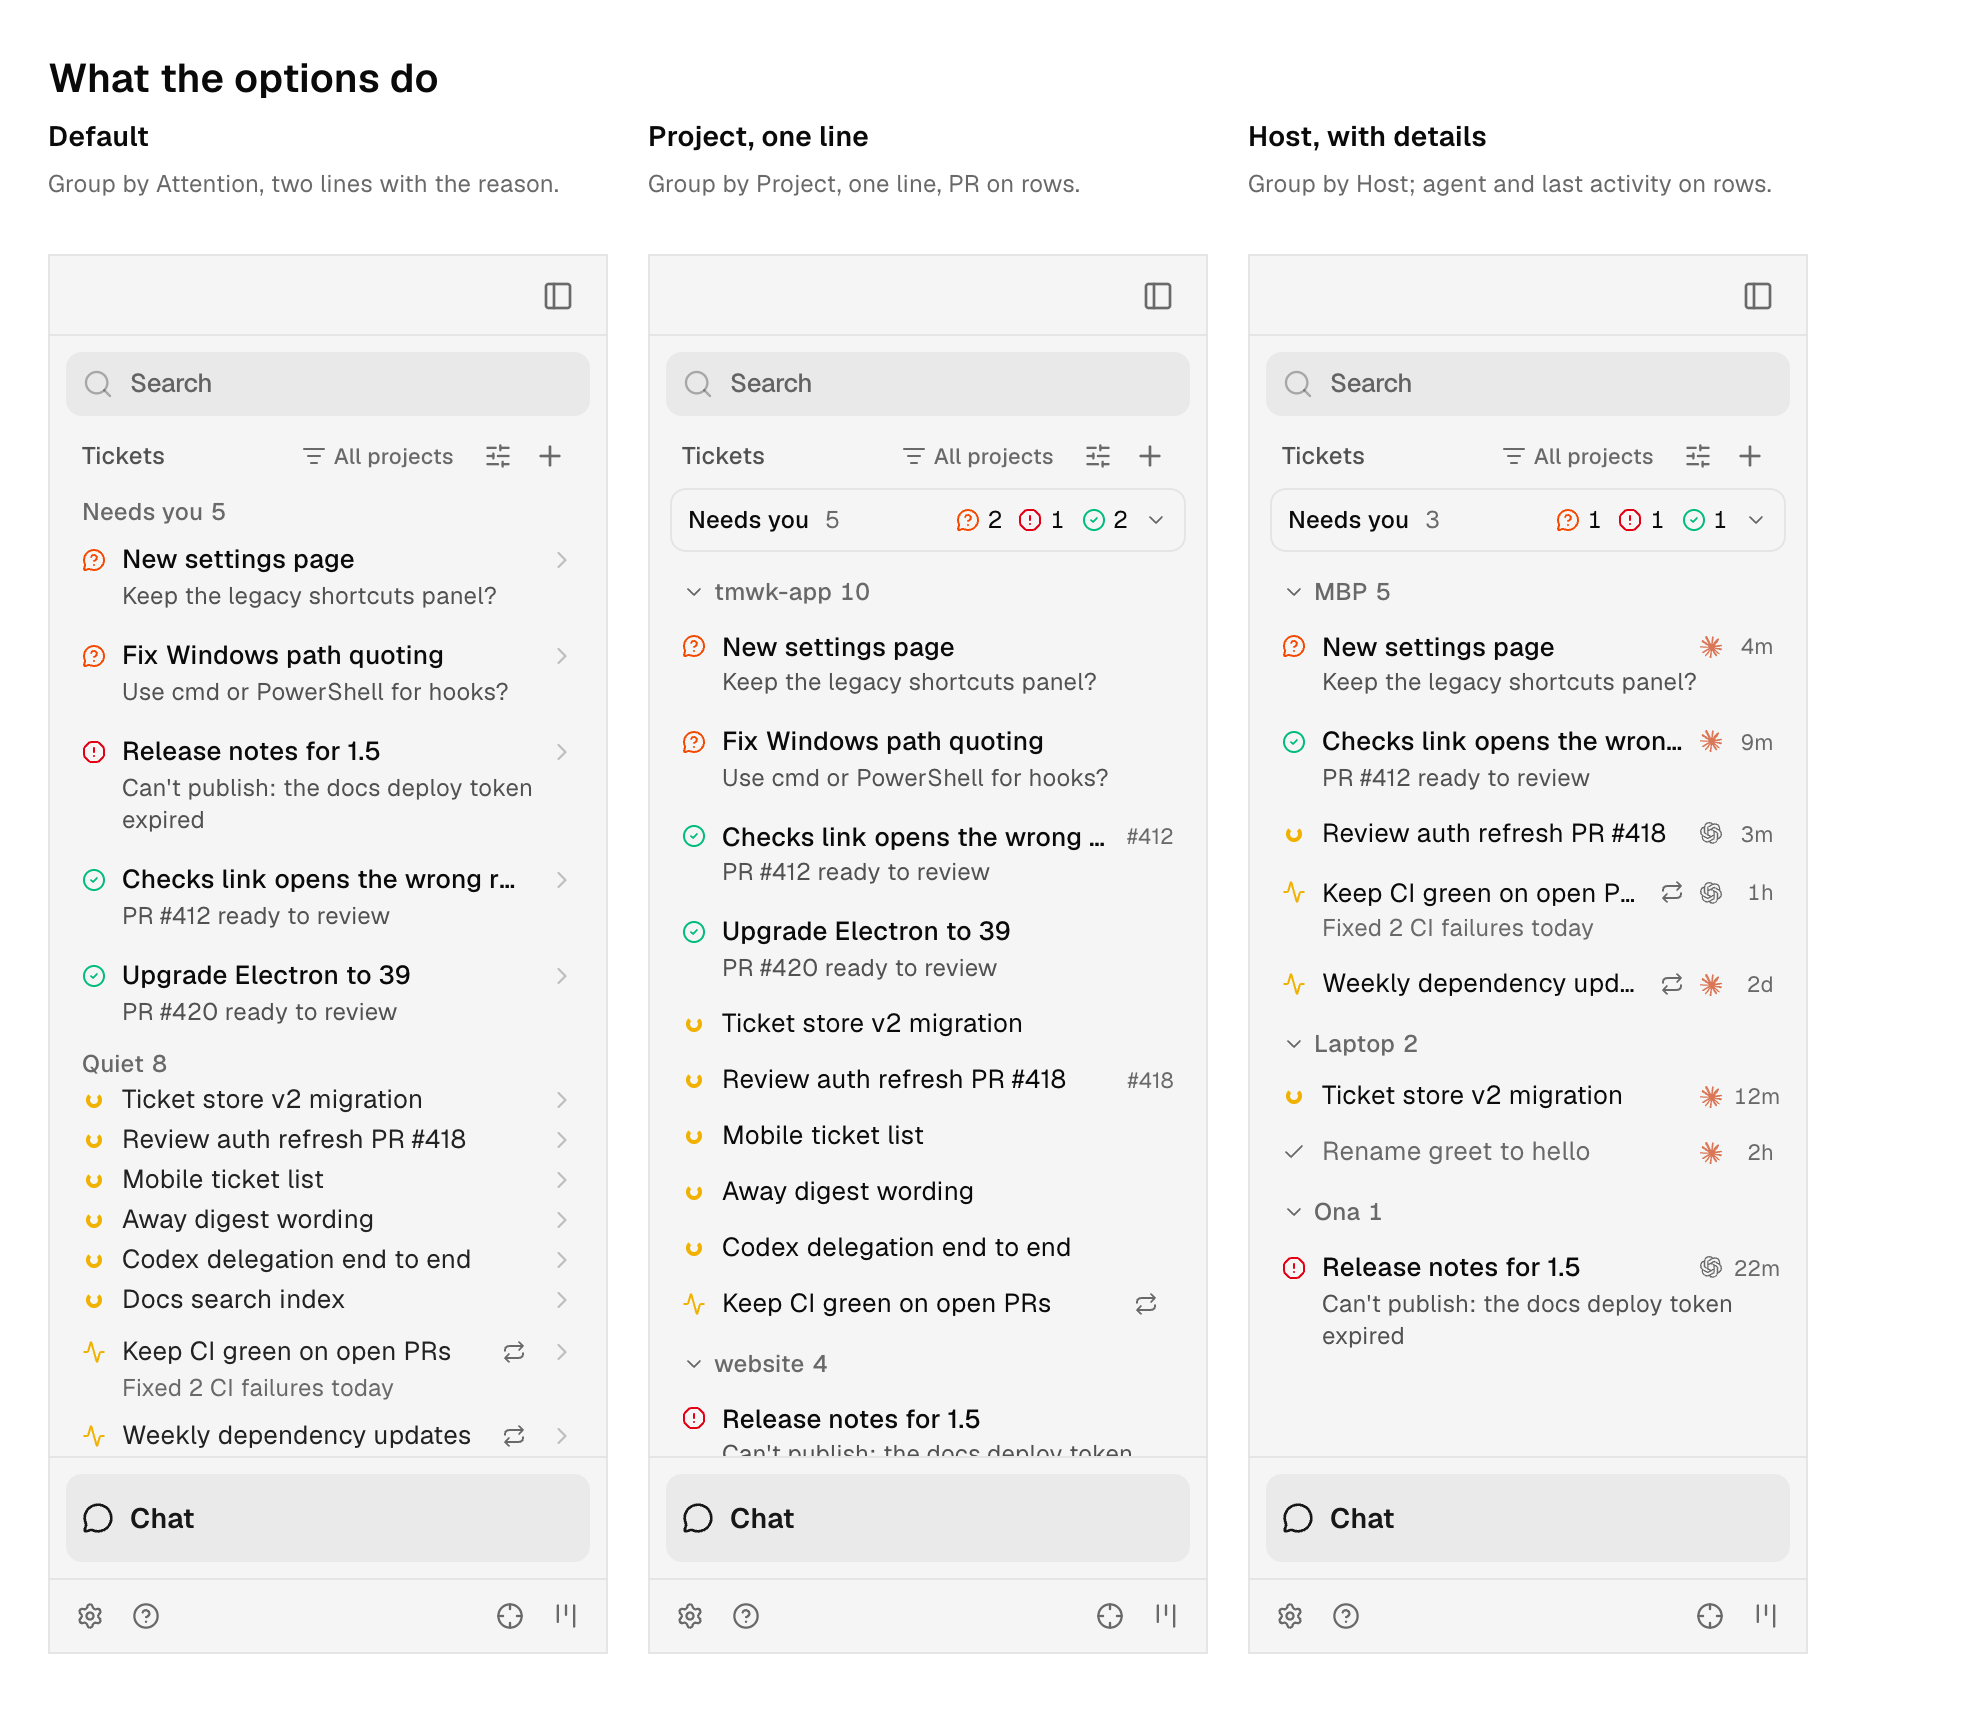 What the options do
Default
Group by Attention, two lines with the reason.
Search
Tickets
All projects
Needs you 5
New settings page
Keep the legacy shortcuts panel?
Fix Windows path quoting
Use cmd or PowerShell for hooks?
Release notes for 1.5
Can't publish: the docs deploy token
expired
Checks link opens the wrong r...
PR #412 ready to review
Upgrade Electron to 39
PR #420 ready to review
Quiet 8
Ticket store v2 migration
Review auth refresh PR #418
Mobile ticket list
Away digest wording
Codex delegation end to end
Docs search index
Keep CI green on open PRs
Fixed 2 CI failures today
Weekly dependency updates
Chat
Project, one line
Group by Project, one line, PR on rows.
Search
Tickets
All projects
Needs you 5 2 1 2
tmwk-app 10
New settings page
Keep the legacy shortcuts panel?
Fix Windows path quoting
Use cmd or PowerShell for hooks?
Checks link opens the wrong ... #412
PR #412 ready to review
Upgrade Electron to 39
PR #420 ready to review
Ticket store v2 migration
Review auth refresh PR #418 #418
Mobile ticket list
Away digest wording
Codex delegation end to end
Keep CI green on open PRs
website 4
Release notes for 1.5
Can't publish: the docs deploy token
Chat
Host, with details
Group by Host; agent and last activity on rows.
Search
Tickets
All projects
Needs you 3 1 1 1
MBP 5
New settings page 4m
Keep the legacy shortcuts panel?
Checks link opens the wron... 9m
PR #412 ready to review
Review auth refresh PR #418 3m
Keep CI green on open P... 1h
Fixed 2 CI failures today
Weekly dependency upd... 2d
Laptop 2
Ticket store v2 migration 12m
Rename greet to hello 2h
Ona 1
Release notes for 1.5 22m
Can't publish: the docs deploy token
expired
Chat